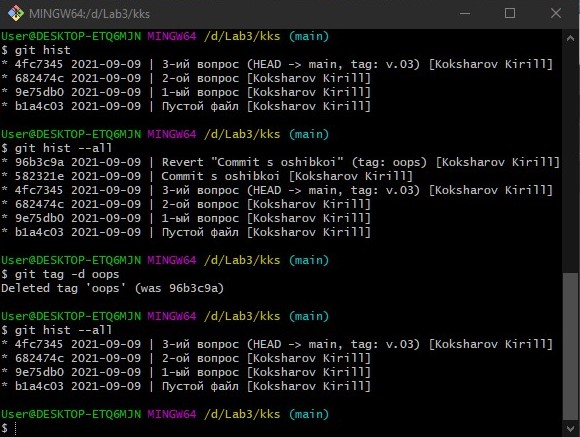 MINGW64:/d/Lab3/kks
User@DESKTOP-ETQ6MJN MINGW64 /d/Lab3/kks (main)
$ git hist
* 4fc7345 2021-09-09 | 3-ий вопрос (HEAD -> main, tag: v.03) [Koksharov Kirill]
* 682474c 2021-09-09 | 2-ой вопрос [Koksharov Kirill]
* 9e75db0 2021-09-09 | 1-ый вопрос [Koksharov Kirill]
* b1a4c03 2021-09-09 | Пустой файл [Koksharov Kirill]
User@DESKTOP-ETQ6MJN MINGW64 /d/Lab3/kks (main)
$ git hist --all
* 96b3c9a 2021-09-09 | Revert "Commit s oshibkoi" (tag: oops) [Koksharov Kirill]
* 582321e 2021-09-09 | Commit s oshibkoi [Koksharov Kirill]
* 4fc7345 2021-09-09 | 3-ий вопрос (HEAD -> main, tag: v.03) [Koksharov Kirill]
* 682474c 2021-09-09 | 2-ой вопрос [Koksharov Kirill]
* 9e75db0 2021-09-09 | 1-ый вопрос [Koksharov Kirill]
* b1a4c03 2021-09-09 | Пустой файл [Koksharov Kirill]
User@DESKTOP-ETQ6MJN MINGW64 /d/Lab3/kks (main)
$ git tag -d oops
Deleted tag 'oops' (was 96b3c9a)
User@DESKTOP-ETQ6MJN MINGW64 /d/Lab3/kks (main)
$ git hist --all
* 4fc7345 2021-09-09 | 3-ий вопрос (HEAD -> main, tag: v.03) [Koksharov Kirill]
* 682474c 2021-09-09 | 2-ой вопрос [Koksharov Kirill]
* 9e75db0 2021-09-09 | 1-ый вопрос [Koksharov Kirill]
* b1a4c03 2021-09-09 | Пустой файл [Koksharov Kirill]
User@DESKTOP-ETQ6MJN MINGW64 /d/Lab3/kks (main)
$